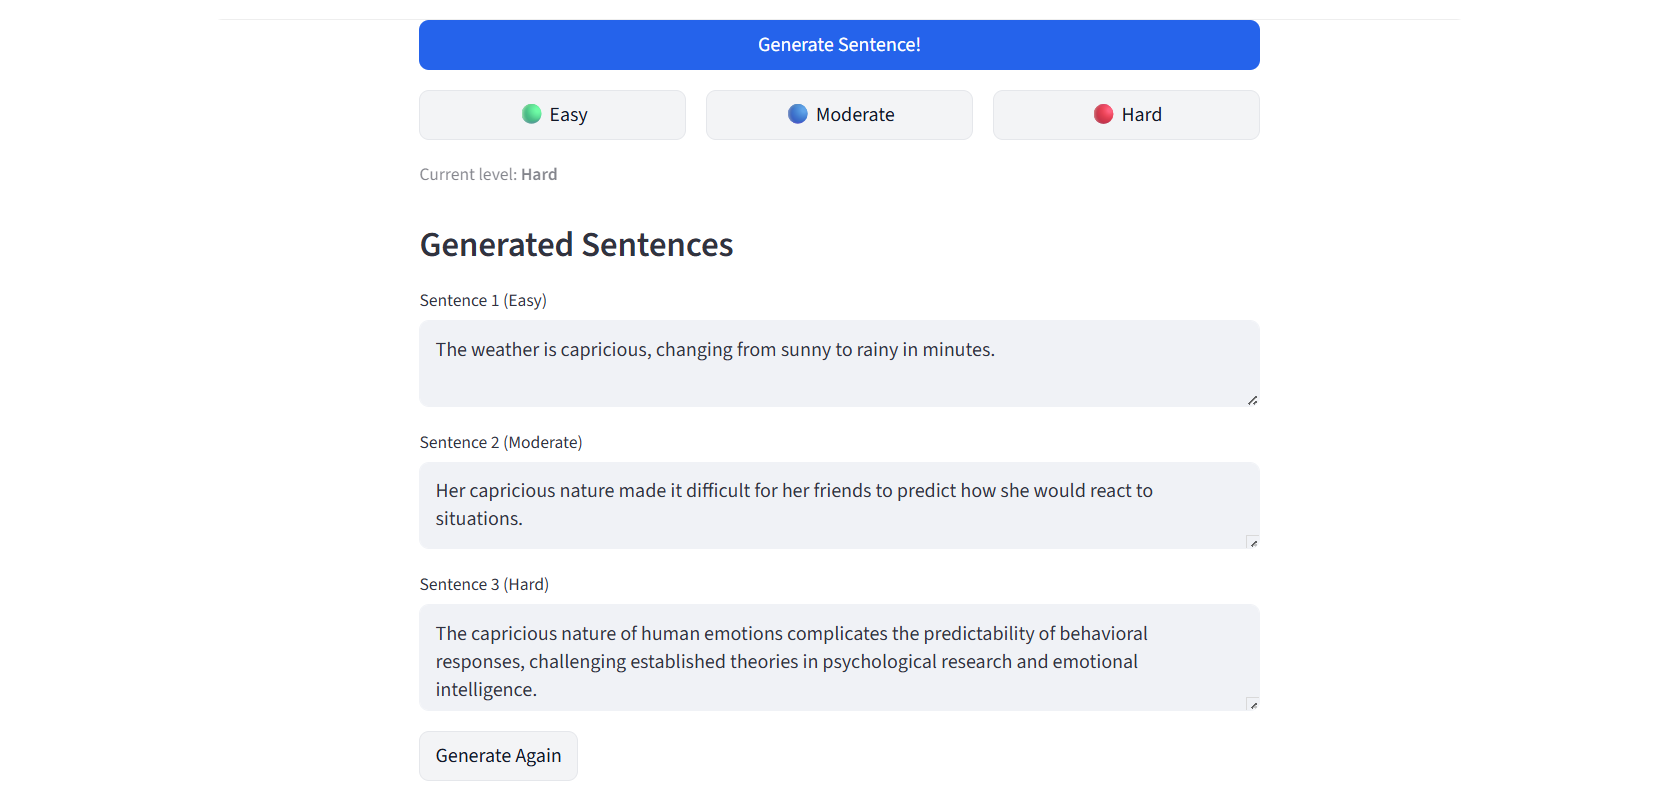 Generate Sentence!
Easy
Moderate
Hard
Current level: Hard
Generated Sentences
Sentence 1 (Easy)
The weather is capricious, changing from sunny to rainy in minutes.
Sentence 2 (Moderate)
Her capricious nature made it difficult for her friends to predict how she would react to
situations.
Sentence 3 (Hard)
The capricious nature of human emotions complicates the predictability of behavioral
responses, challenging established theories in psychological research and emotional
intelligence.
Generate Again